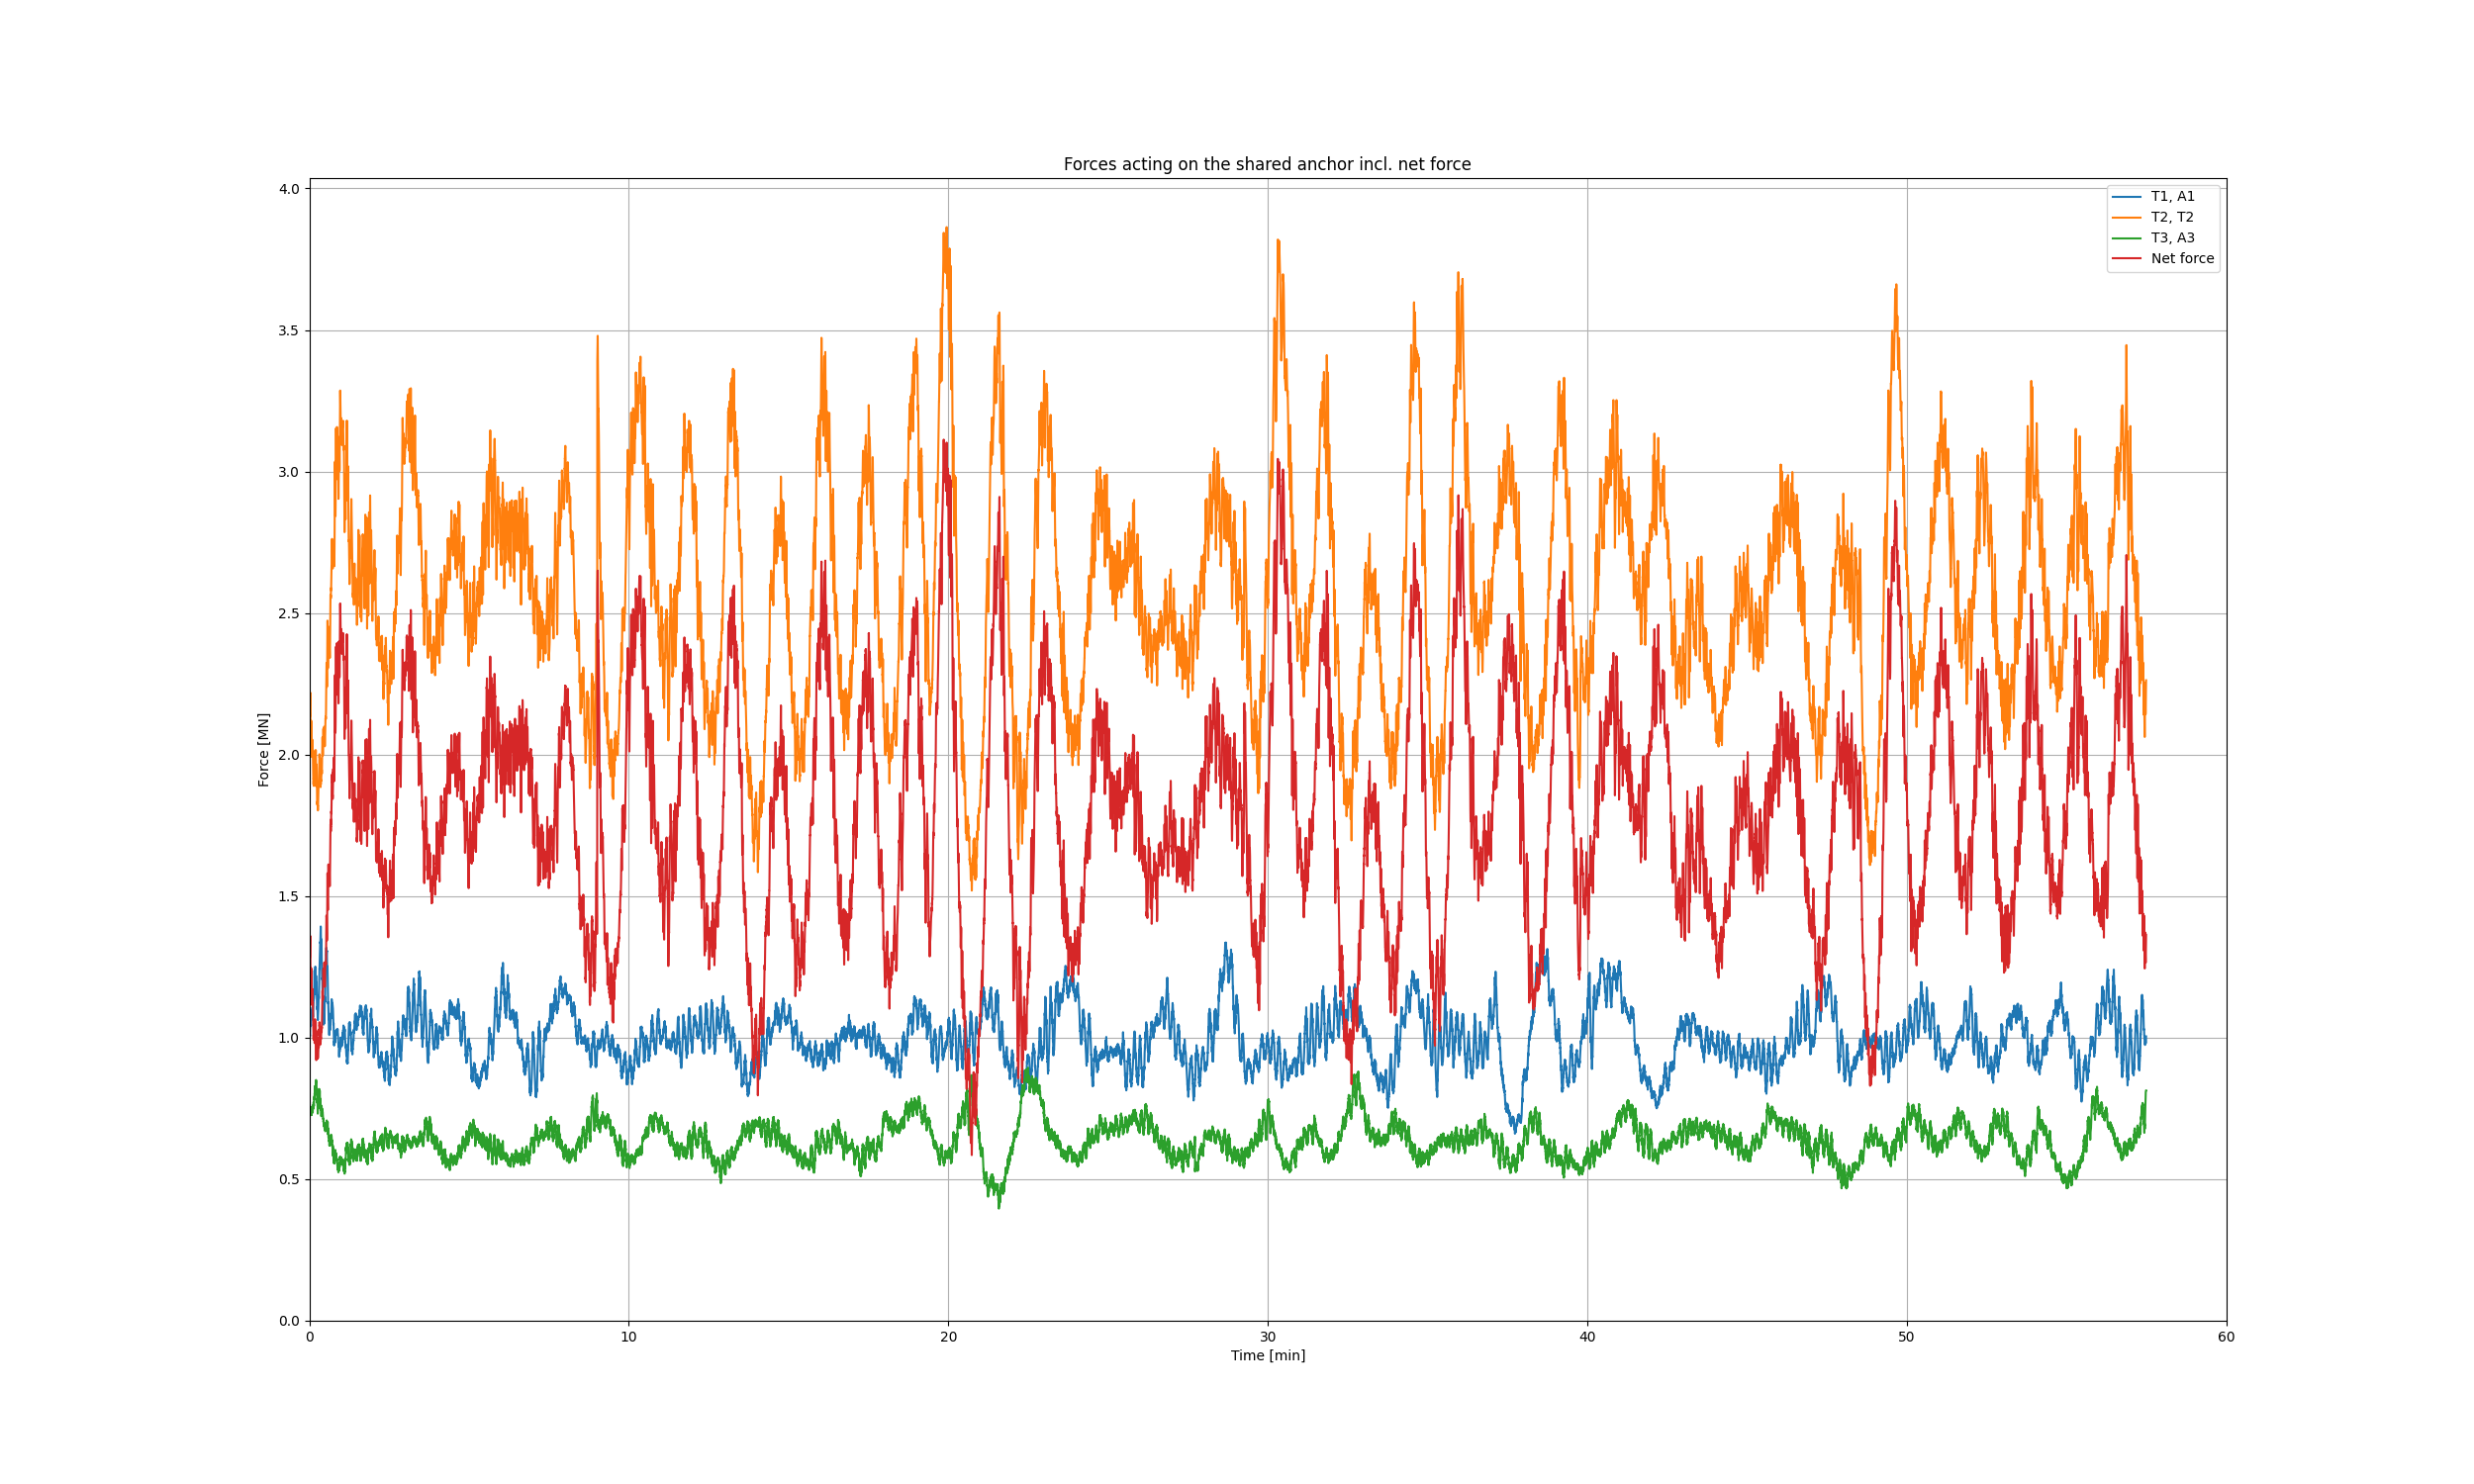 Forces acting on the shared anchor incl. net force
T1, A1
T2, T2
T3, A3
Net force
4.0
3.5
3.0
2.5
2.0
1.5
1.0
0.5
0.0
Force [MN]
0 10 20 30 40 50 60
Time [min]